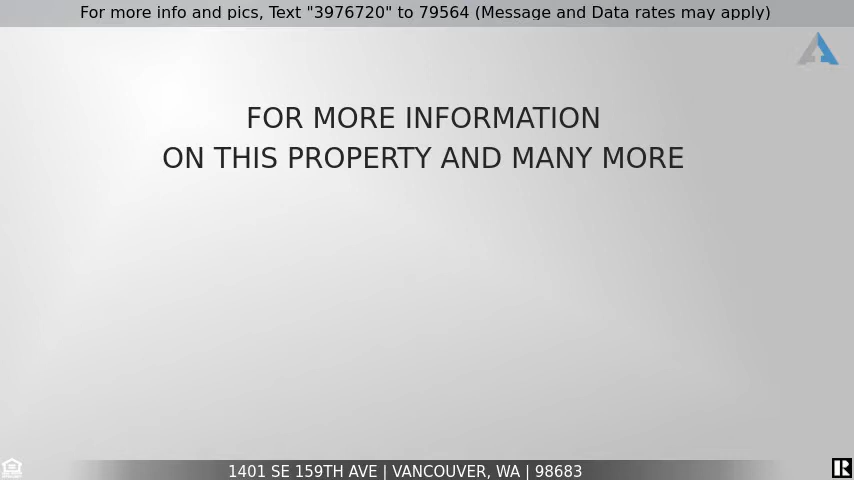 For more info and pics, Text "3976720" to 79564 (Message and Data rates may apply)
FOR MORE INFORMATION
ON THIS PROPERTY AND MANY MORE
1401 SE 159TH AVE | VANCOUVER, WA | 98683